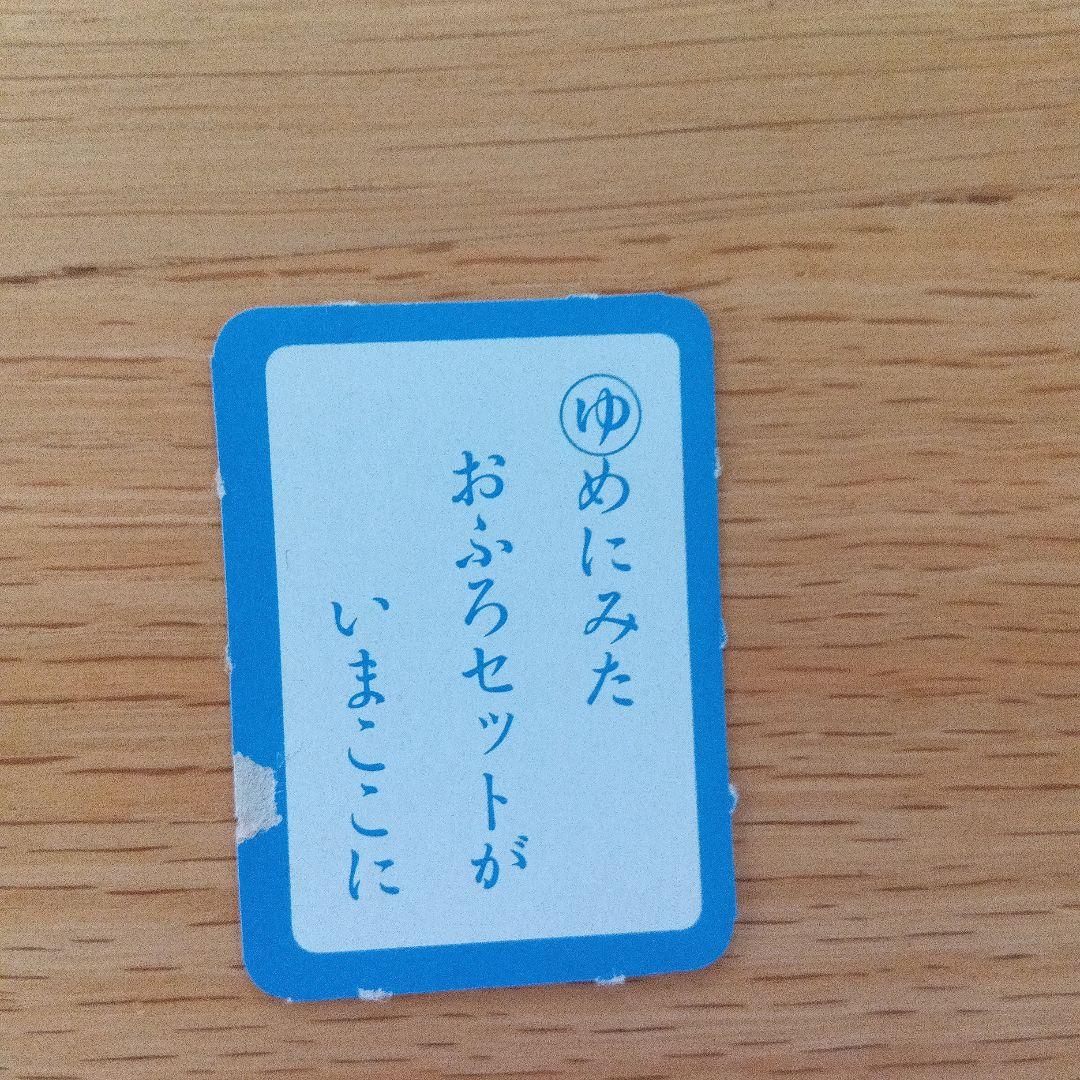 ゆめにみた
おふろセットが
いまここに